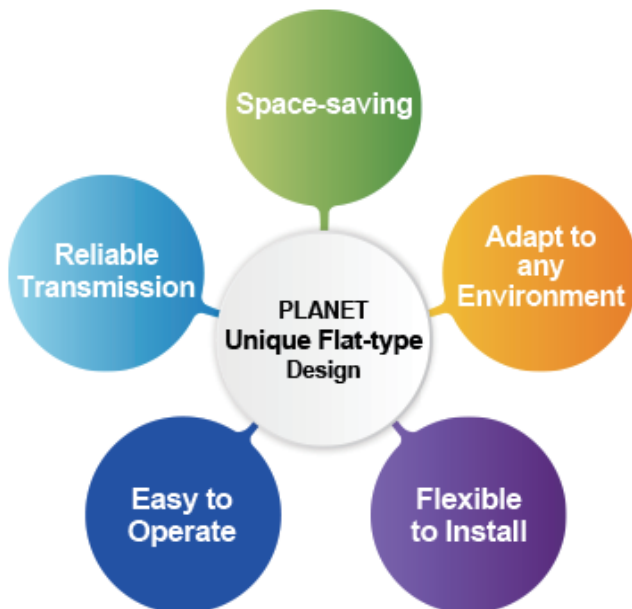 Space-saving
Reliable
Transmission
Adapt to
any
Environment
PLANET
Unique Flat-type
Design
Easy to
Operate
Flexible
to Install